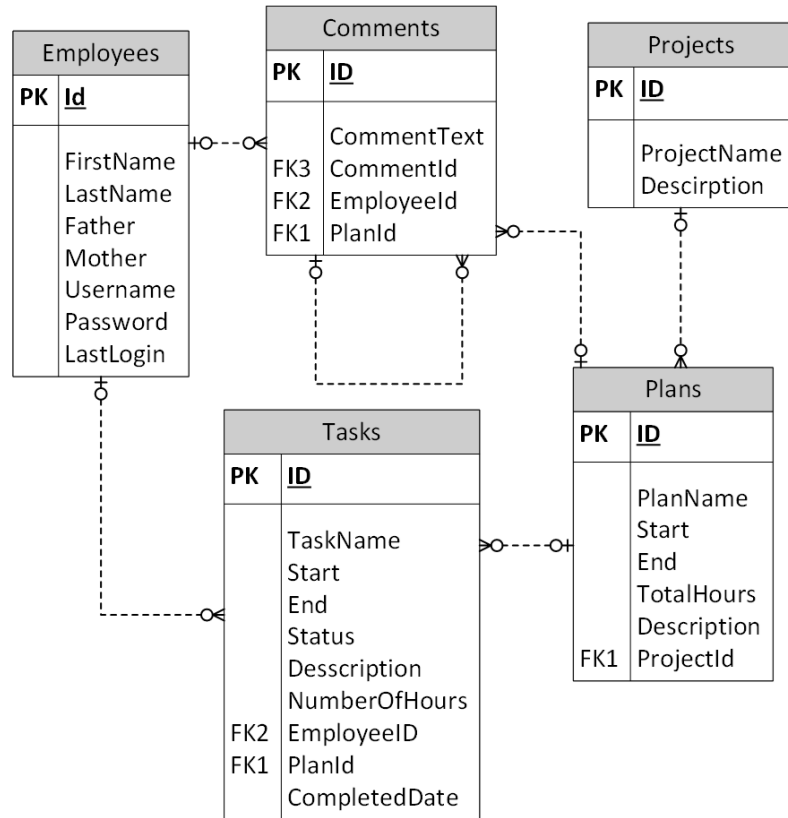 Employees
PK Id
FirstName
LastName
Father
Mother
Username
Password
LastLogin
Comments
PK ID
CommentText
FK3 CommentId
FK2 EmployeeId
FK1 PlanId
Projects
PK ID
ProjectName
Descirption
Tasks
PK ID
TaskName
Start
End
Status
Desscription
NumberOfHours
FK2 EmployeeID
FK1 PlanId
CompletedDate
Plans
PK ID
PlanName
Start
End
TotalHours
Description
FK1 ProjectId